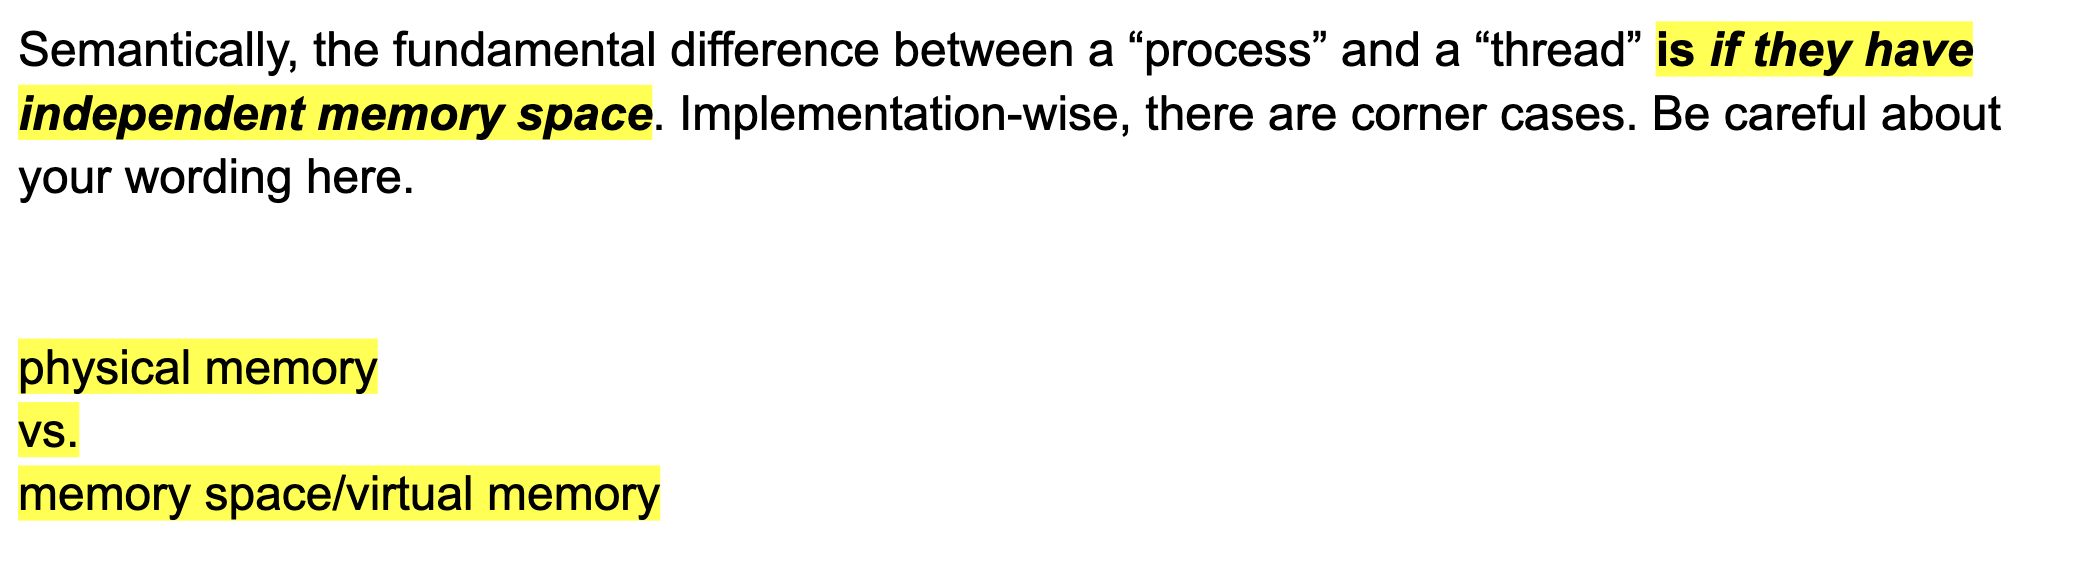 Semantically, the fundamental difference between a “process” and a “thread” is if they have
independent memory space. Implementation-wise, there are corner cases. Be careful about
your wording here.
physical memory
vs.
memory space/virtual memory